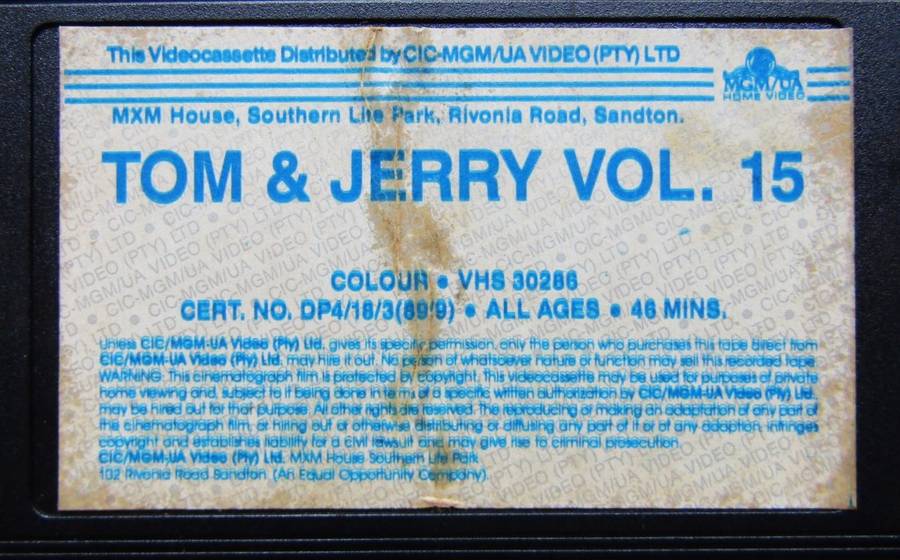 This Videocassette Distributed by CIC-MGM/UA VIDEO (PTY) LTD
MGM/UA
HOME VIDEO
MXM House, Southern Life Park, Rivonia Road, Sandton.
TOM & JERRY VOL. 15
COLOUR • VHS 30286
CERT. NO. DP4/18/3(89'9) • ALL AGES • 46 MINS.
Unless CIC/MGM-UA Video (Pty) Ltd. gives its specific permission, only the person who purchases this tape direct from
CIC/MGM-UA Video (Pty) Ltd. may hire it out. No person of whatsoever nature or function may sell this recorded tape
WARNING: This cinematograph film is protected by copyright, this videocassette may be used for purposes of private
home viewing and, subject to it being done in terms of a specific written authorization by CIC/MGM-UA Video (Pty) Ltd.
may be hired out for that purpose. All other rights are reserved. The reproducing or making an adaptation of any part of
the cinematograph film, or hiring out or otherwise distributing or diffusing any part of it or of any adoption, infringes
copyright and establishes liability for a civil lawsuit and may give rise to criminal prosecution.
CIC/MGM-UA Video (Pty) Ltd. MXM House Southern Life Park
102 Rivonia Road Sandton. (An Equal Opportunity Company).